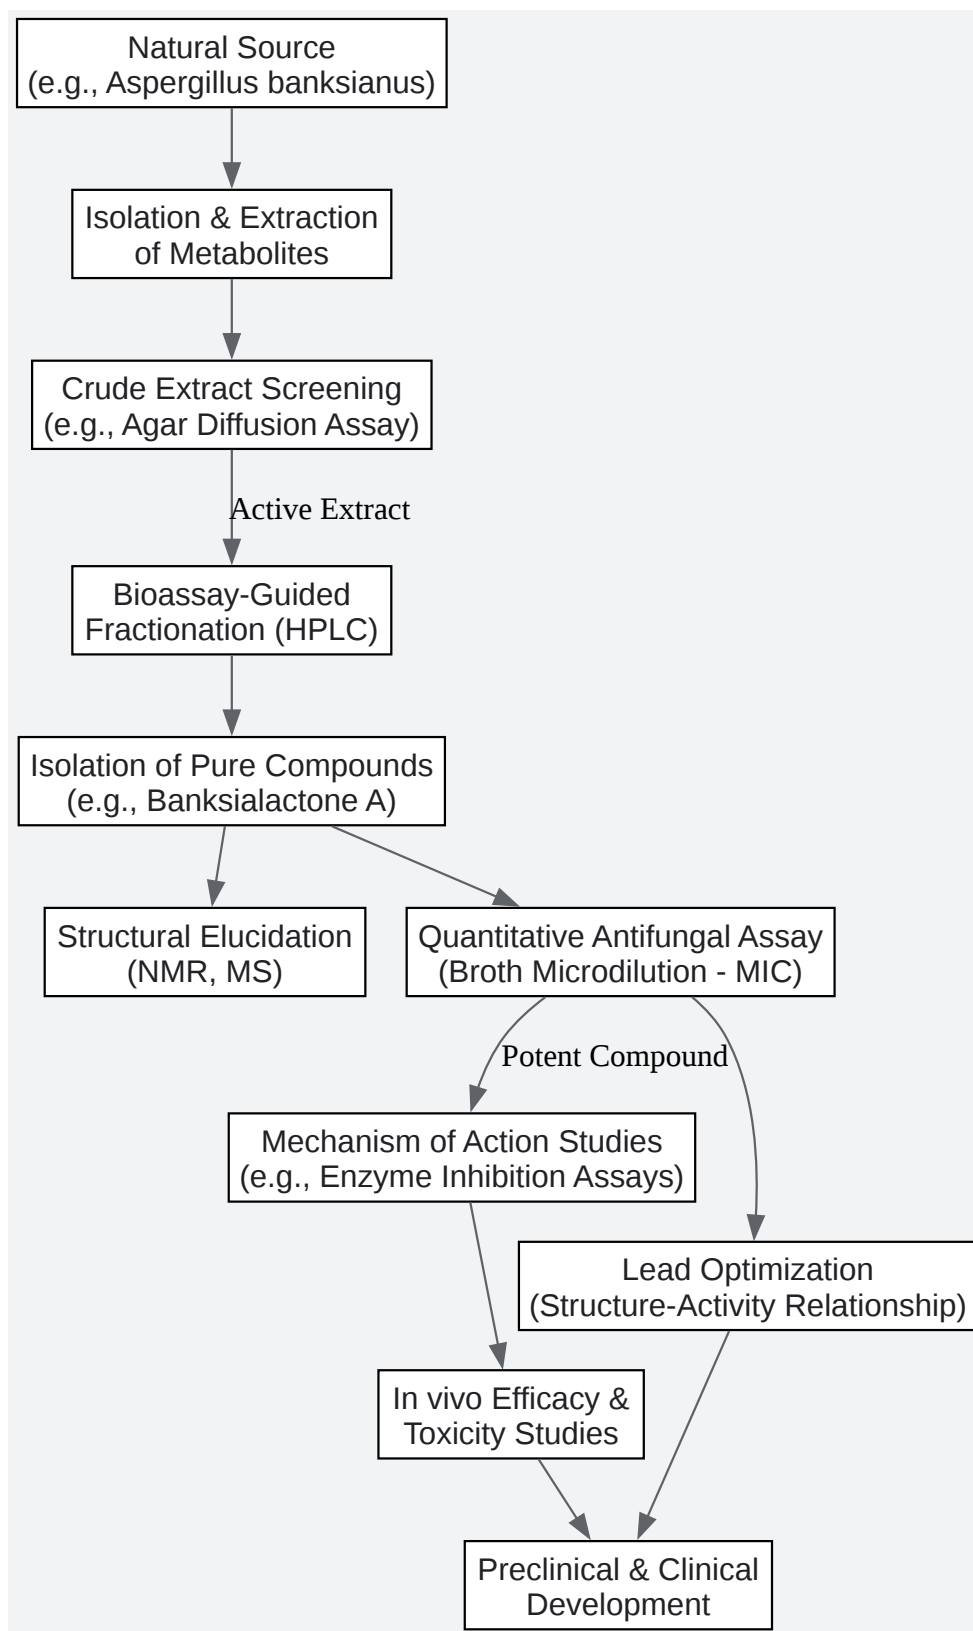 Natural Source
(e.g., Aspergillus banksianus)
Isolation & Extraction
of Metabolites
Crude Extract Screening
(e.g., Agar Diffusion Assay)
Active Extract
Bioassay-Guided
Fractionation (HPLC)
Isolation of Pure Compounds
(e.g., Banksialactone A)
Structural Elucidation
(NMR, MS)
Quantitative Antifungal Assay
(Broth Microdilution - MIC)
Potent Compound
Mechanism of Action Studies
(e.g., Enzyme Inhibition Assays)
Lead Optimization
(Structure-Activity Relationship)
In vivo Efficacy &
Toxicity Studies
Preclinical & Clinical
Development